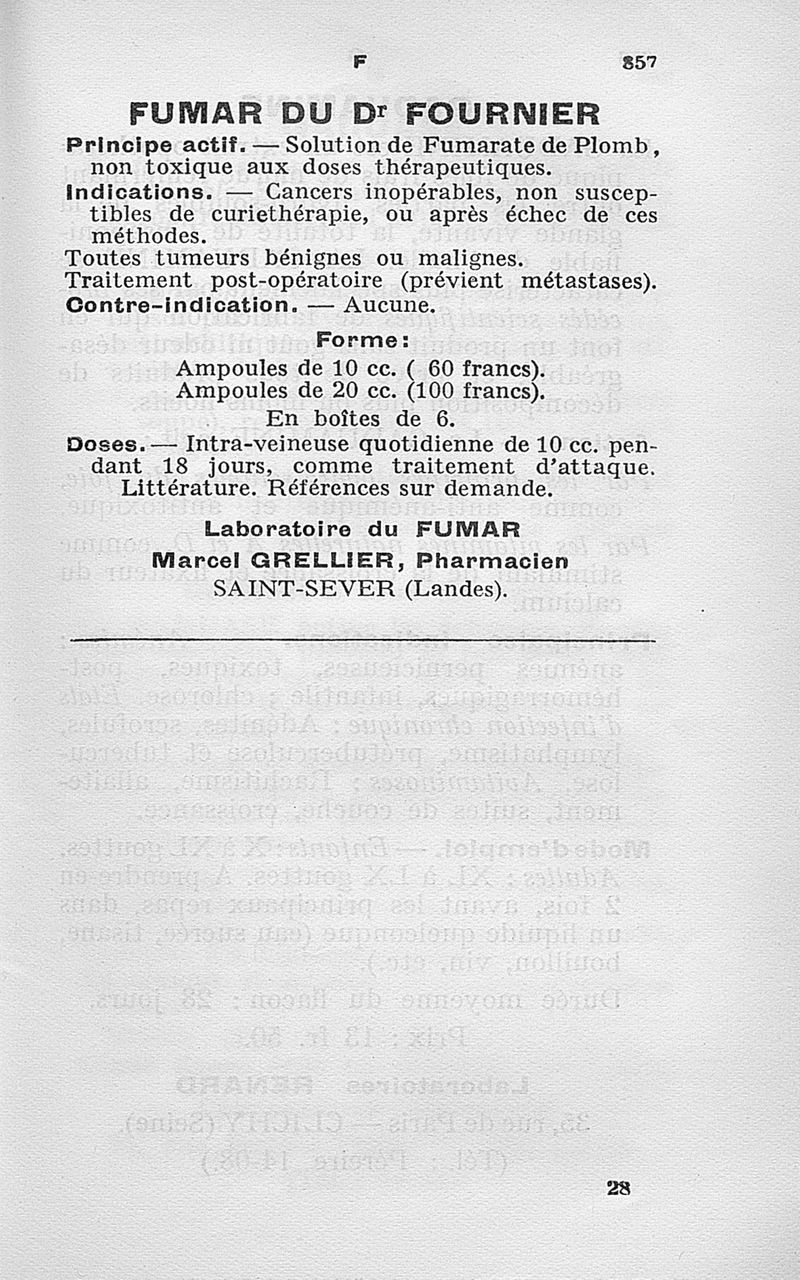 F 857
FUMAR DU Dr FOURNIER
Principe actif. — Solution de Fumarate de Plomb,
non toxique aux doses thérapeutiques.
Indications. — Cancers inopérables, non suscep-
tibles de curiethérapie, ou après échec de ces
méthodes.
Toutes tumeurs bénignes ou malignes.
Traitement post-opératoire (prévient métastases).
Contre-indication. — Aucune.
Forme:
Ampoules de 10 cc. ( 60 francs).
Ampoules de 20 cc. (100 francs).
En boîtes de 6.
Doses. — Intra-veineuse quotidienne de 10 cc. pen-
dant 18 jours, comme traitement d'attaque.
Littérature. Références sur demande.
Laboratoire du FUMAR
Marcel GRELLIER, Pharmacien
SAINT-SEVER (Landes).
28